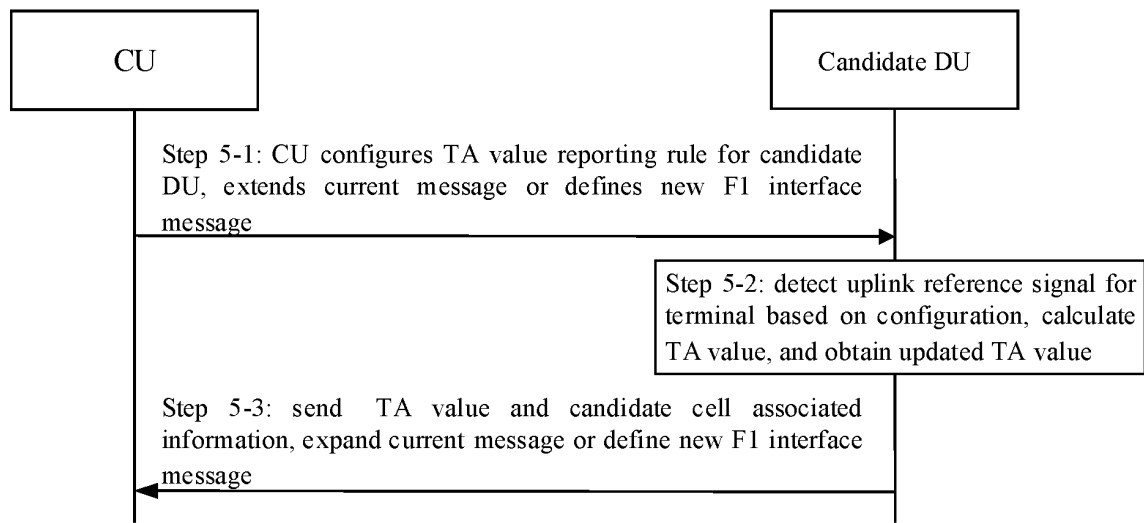 CU
Candidate DU
Step 5-1: CU configures TA value reporting rule for candidate
DU, extends current message or defines new F1 interface
message
Step 5-2: detect uplink reference signal for
terminal based on configuration, calculate
TA value, and obtain updated TA value
Step 5-3: send TA value and candidate cell associated
information, expand current message or define new F1 interface
message